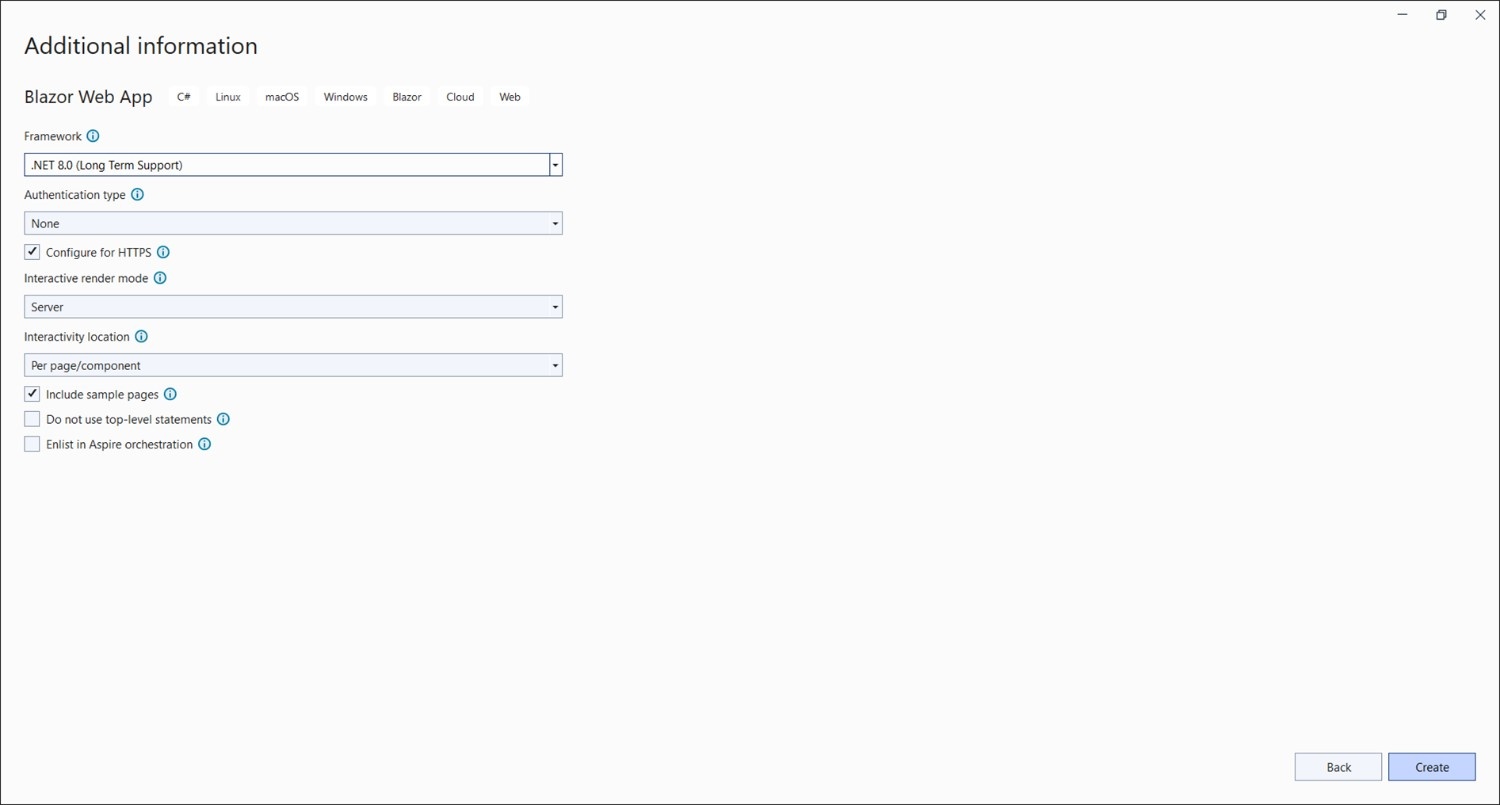 Additional information
Blazor Web App C# Linux macOS Windows Blazor Cloud Web
Framework
.NET 8.0 (Long Term Support)
Authentication type
None
Configure for HTTPS
Interactive render mode
Server
Interactivity location
Per page/component
Include sample pages
Do not use top-level statements
Enlist in Aspire orchestration
Back Create